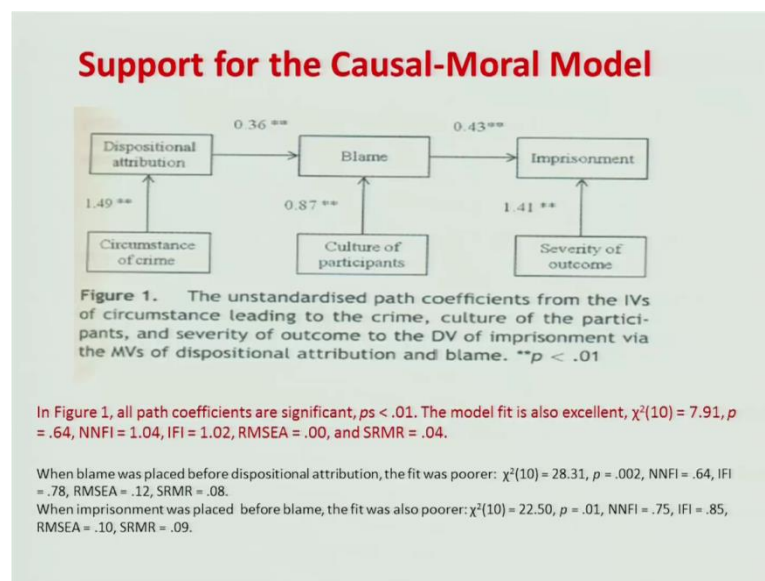 Support for the Causal-Moral Model
0.36 **
0.43**
Dispositional
attribution
Blame
Imprisonment
1.49 **
0.87 **
1.41 **
Circumstance
of crime
Culture of
participants
Severity of
outcome
Figure 1. The unstandardised path coefficients from the IVs
of circumstance leading to the crime, culture of the partici-
pants, and severity of outcome to the DV of imprisonment via
the MVs of dispositional attribution and blame. **p < .01
In Figure 1, all path coefficients are significant, ps < .01. The model fit is also excellent, χ²(10) = 7.91, p
= .64, NNFI = 1.04, IFI = 1.02, RMSEA = .00, and SRMR = .04.
When blame was placed before dispositional attribution, the fit was poorer: χ²(10) = 28.31, p = .002, NNFI = .64, IFI
= .78, RMSEA = .12, SRMR = .08.
When imprisonment was placed before blame, the fit was also poorer: χ²(10) = 22.50, p = .01, NNFI = .75, IFI = .85,
RMSEA = .10, SRMR = .09.